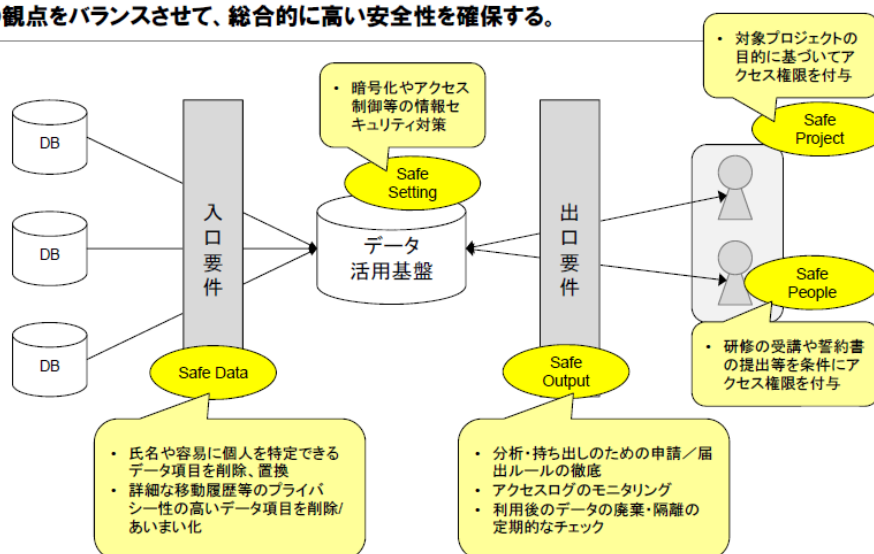 観点をバランスさせて、総合的に高い安全性を確保する。
• 対象プロジェクトの
目的に基づいてア
クセス権限を付与
Safe
Project
• 暗号化やアクセス
制御等の情報セ
キュリティ対策
Safe
Setting
DB
DB
DB
入口要件
データ
活用基盤
出口要件
Safe
People
• 研修の受講や誓約書
の提出等を条件にア
クセス権限を付与
Safe Data
• 氏名や容易に個人を特定できる
データ項目を削除、置換
• 詳細な移動履歴等のプライバ
シー性の高いデータ項目を削除/
あいまい化
Safe
Output
• 分析・持ち出しのための申請／届
出ルールの徹底
• アクセスログのモニタリング
• 利用後のデータの廃棄・隔離の
定期的なチェック